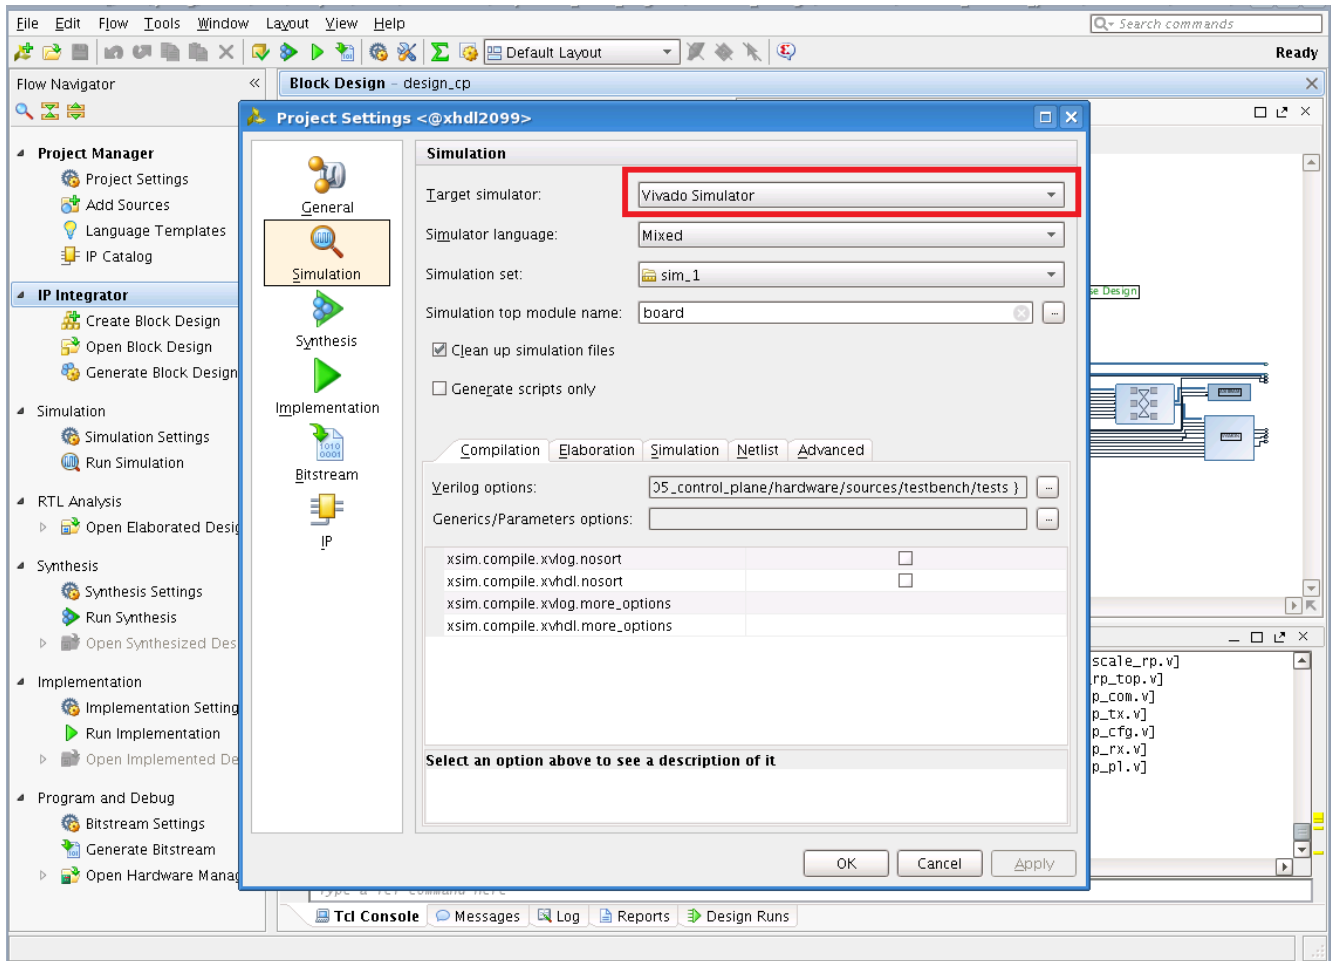 File Edit Flow Tools Window Layout View Help
Search commands
Default Layout
Ready
Flow Navigator
Block Design - design_cp
Project Settings <@xhdl2099>
Project Manager
Project Settings
Add Sources
Language Templates
IP Catalog
IP Integrator
Create Block Design
Open Block Design
Generate Block Design
Simulation
Simulation Settings
Run Simulation
RTL Analysis
Open Elaborated Desig
Synthesis
Synthesis Settings
Run Synthesis
Open Synthesized Des
Implementation
Implementation Setting
Run Implementation
Open Implemented De
Program and Debug
Bitstream Settings
Generate Bitstream
Open Hardware Manag
General
Simulation
Synthesis
Implementation
Bitstream
IP
Simulation
Target simulator: Vivado Simulator
Simulator language: Mixed
Simulation set: sim_1
Simulation top module name: board
Clean up simulation files
Generate scripts only
Compilation Elaboration Simulation Netlist Advanced
Verilog options: 05_control_plane/hardware/sources/testbench/tests }
Generics/Parameters options:
xsim.compile.xvlog.nosort
xsim.compile.xvhdl.nosort
xsim.compile.xvlog.more_options
xsim.compile.xvhdl.more_options
Select an option above to see a description of it
OK Cancel Apply
se Design
scale_rp.v]
rp_top.v]
p_com.v]
p_tx.v]
p_cfg.v]
p_rx.v]
p_pl.v]
Type a Tcl command here
Tcl Console Messages Log Reports Design Runs